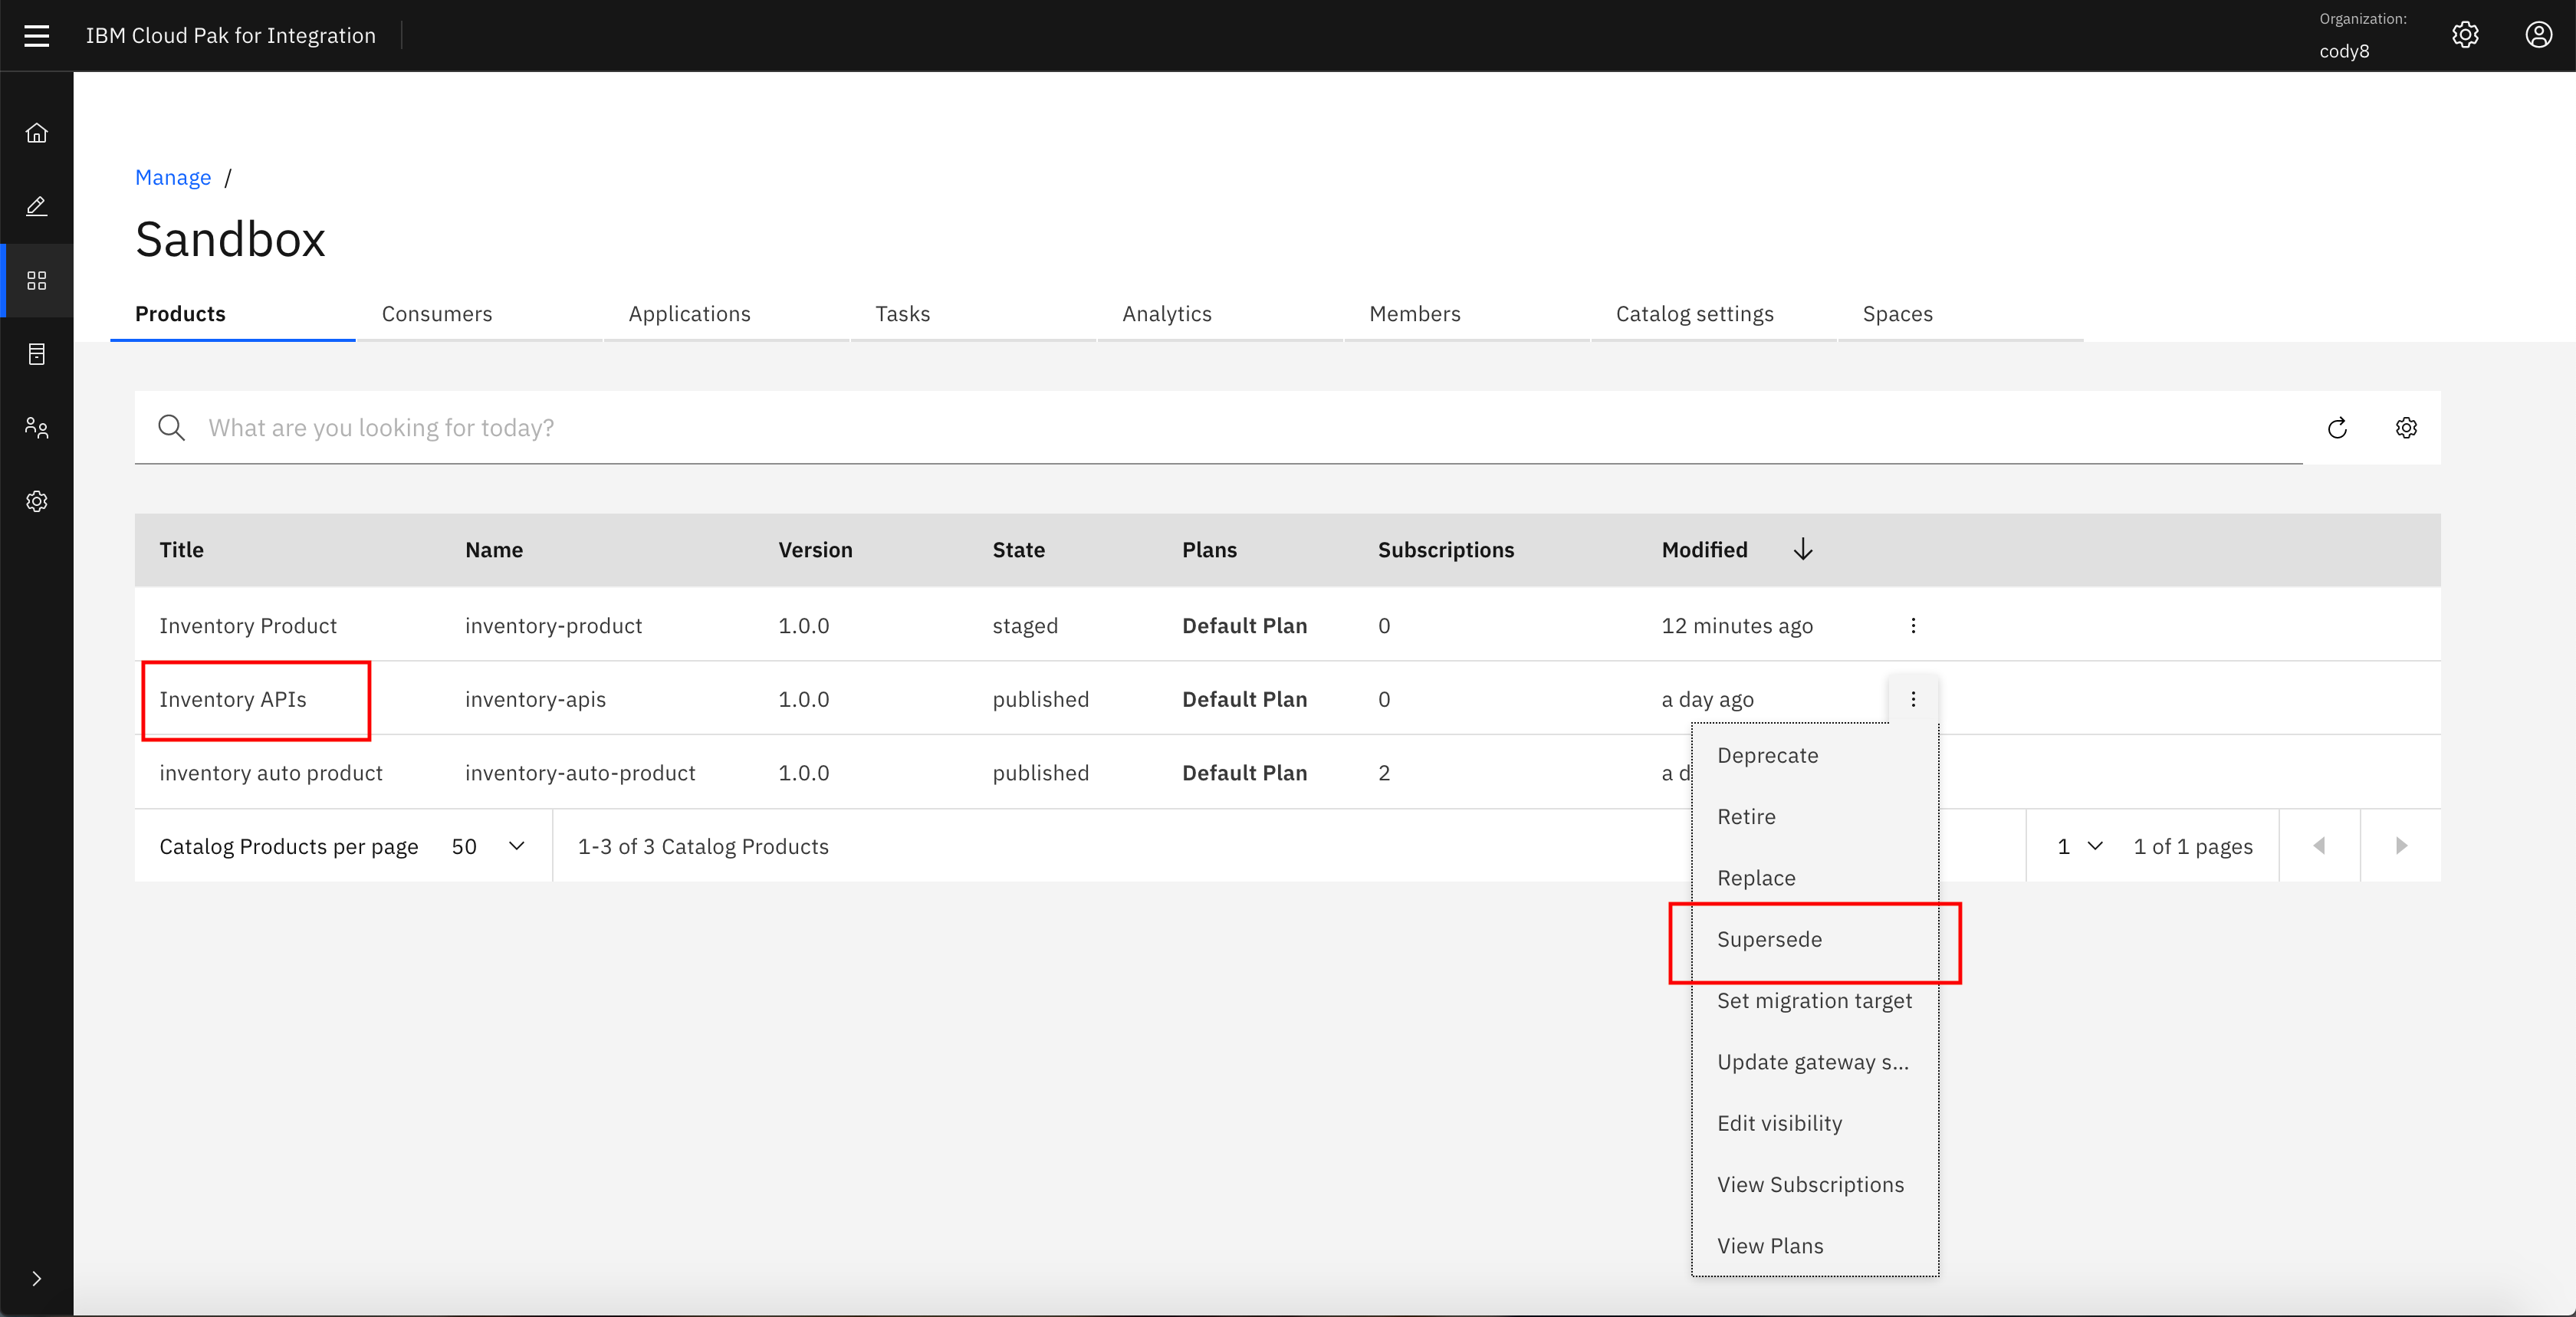 IBM Cloud Pak for Integration
Organization:
cody8
Manage /
Sandbox
Products Consumers Applications Tasks Analytics Members Catalog settings Spaces
What are you looking for today?
Title Name Version State Plans Subscriptions Modified
Inventory Product inventory-product 1.0.0 staged Default Plan 0 12 minutes ago
Inventory APIs inventory-apis 1.0.0 published Default Plan 0 a day ago
inventory auto product inventory-auto-product 1.0.0 published Default Plan 2 a d
Catalog Products per page 50 1-3 of 3 Catalog Products 1 1 of 1 pages
Deprecate
Retire
Replace
Supersede
Set migration target
Update gateway s...
Edit visibility
View Subscriptions
View Plans